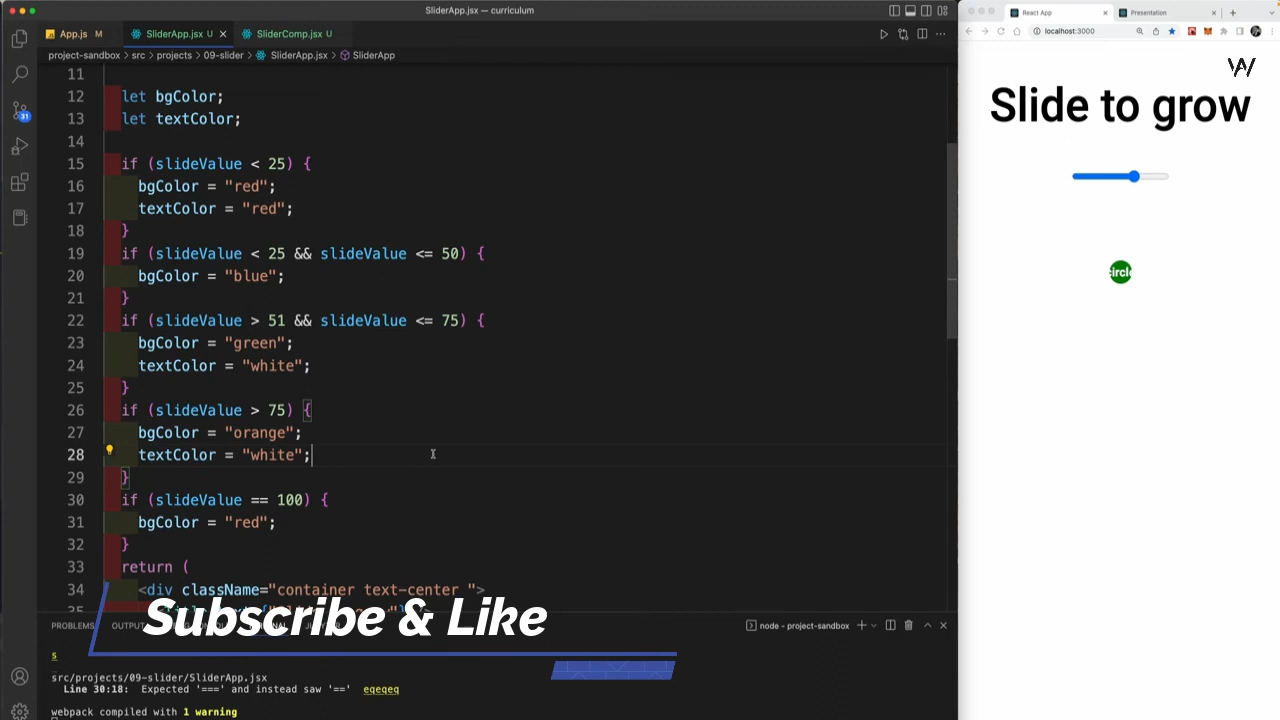 SliderApp.jsx — curriculum
App.js M
SliderApp.jsx U
SliderComp.jsx U
project-sandbox > src > projects > 09-slider > SliderApp.jsx > SliderApp
31
11
12 let bgColor;
13 let textColor;
14
15 if (slideValue < 25) {
16 bgColor = "red";
17 textColor = "red";
18 }
19 if (slideValue < 25 && slideValue <= 50) {
20 bgColor = "blue";
21 }
22 if (slideValue > 51 && slideValue <= 75) {
23 bgColor = "green";
24 textColor = "white";
25 }
26 if (slideValue > 75) {
27 bgColor = "orange";
28 textColor = "white";
29 }
30 if (slideValue == 100) {
31 bgColor = "red";
32 }
33 return (
34 <div className="container text-center ">
Subscribe & Like
PROBLEMS
node - project-sandbox
s
src/projects/09-slider/SliderApp.jsx
Line 30:18: Expected '===' and instead saw '==' eqeqeq
webpack compiled with 1 warning
React App
Presentation
localhost:3000
W
Slide to grow
circle